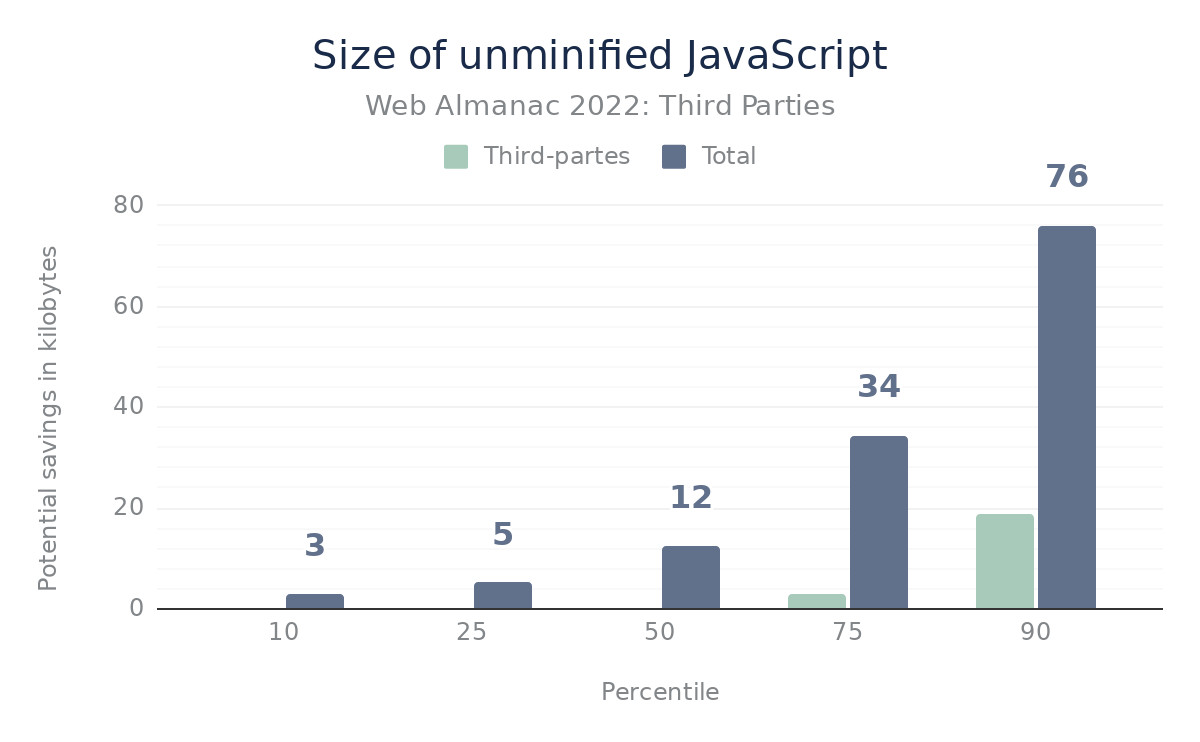 Size of unminified JavaScript
Web Almanac 2022: Third Parties
Third-partes Total
Potential savings in kilobytes
80
60
40
20
0
3
5
12
34
76
10 25 50 75 90
Percentile